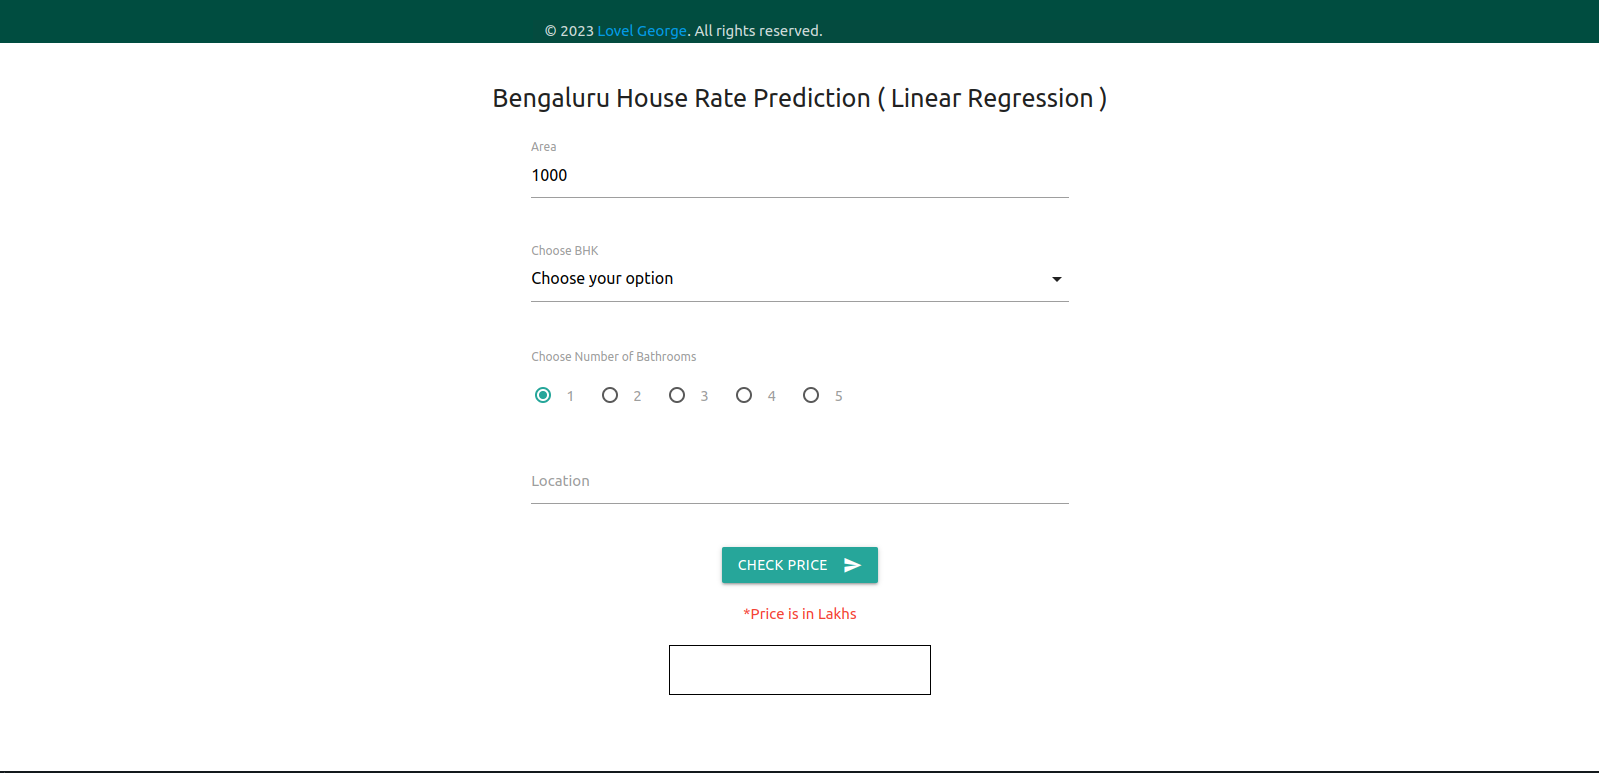 © 2023 Lovel George. All rights reserved.
Bengaluru House Rate Prediction ( Linear Regression )
Area
1000
Choose BHK
Choose your option
Choose Number of Bathrooms
1 2 3 4 5
Location
CHECK PRICE
*Price is in Lakhs